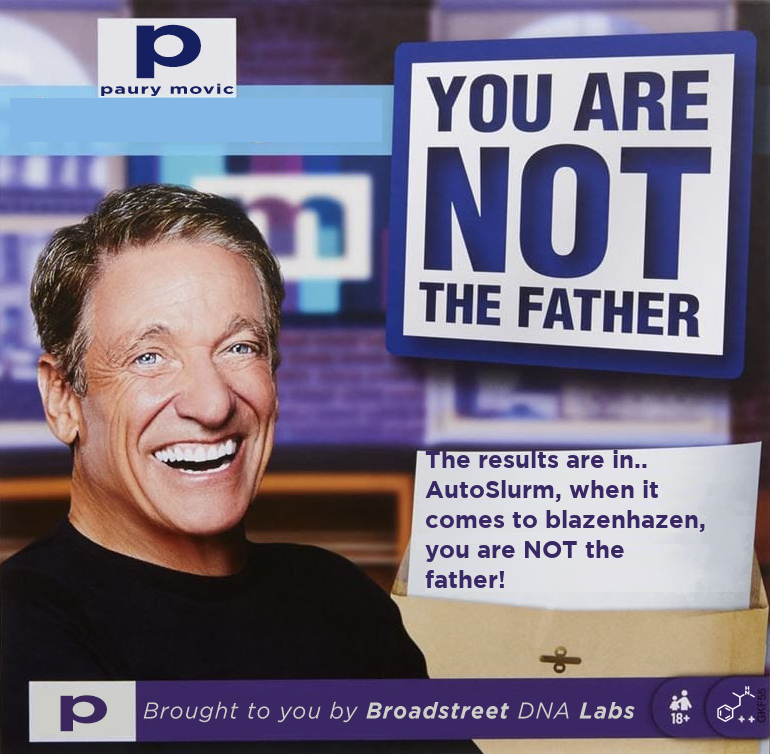 p
paury movic
m
YOU ARE
NOT
THE FATHER
The results are in..
AutoSlurm, when it
comes to blazenhazen,
you are NOT the
father!
p
Brought to you by Broadstreet DNA Labs
18+
++
GKF55